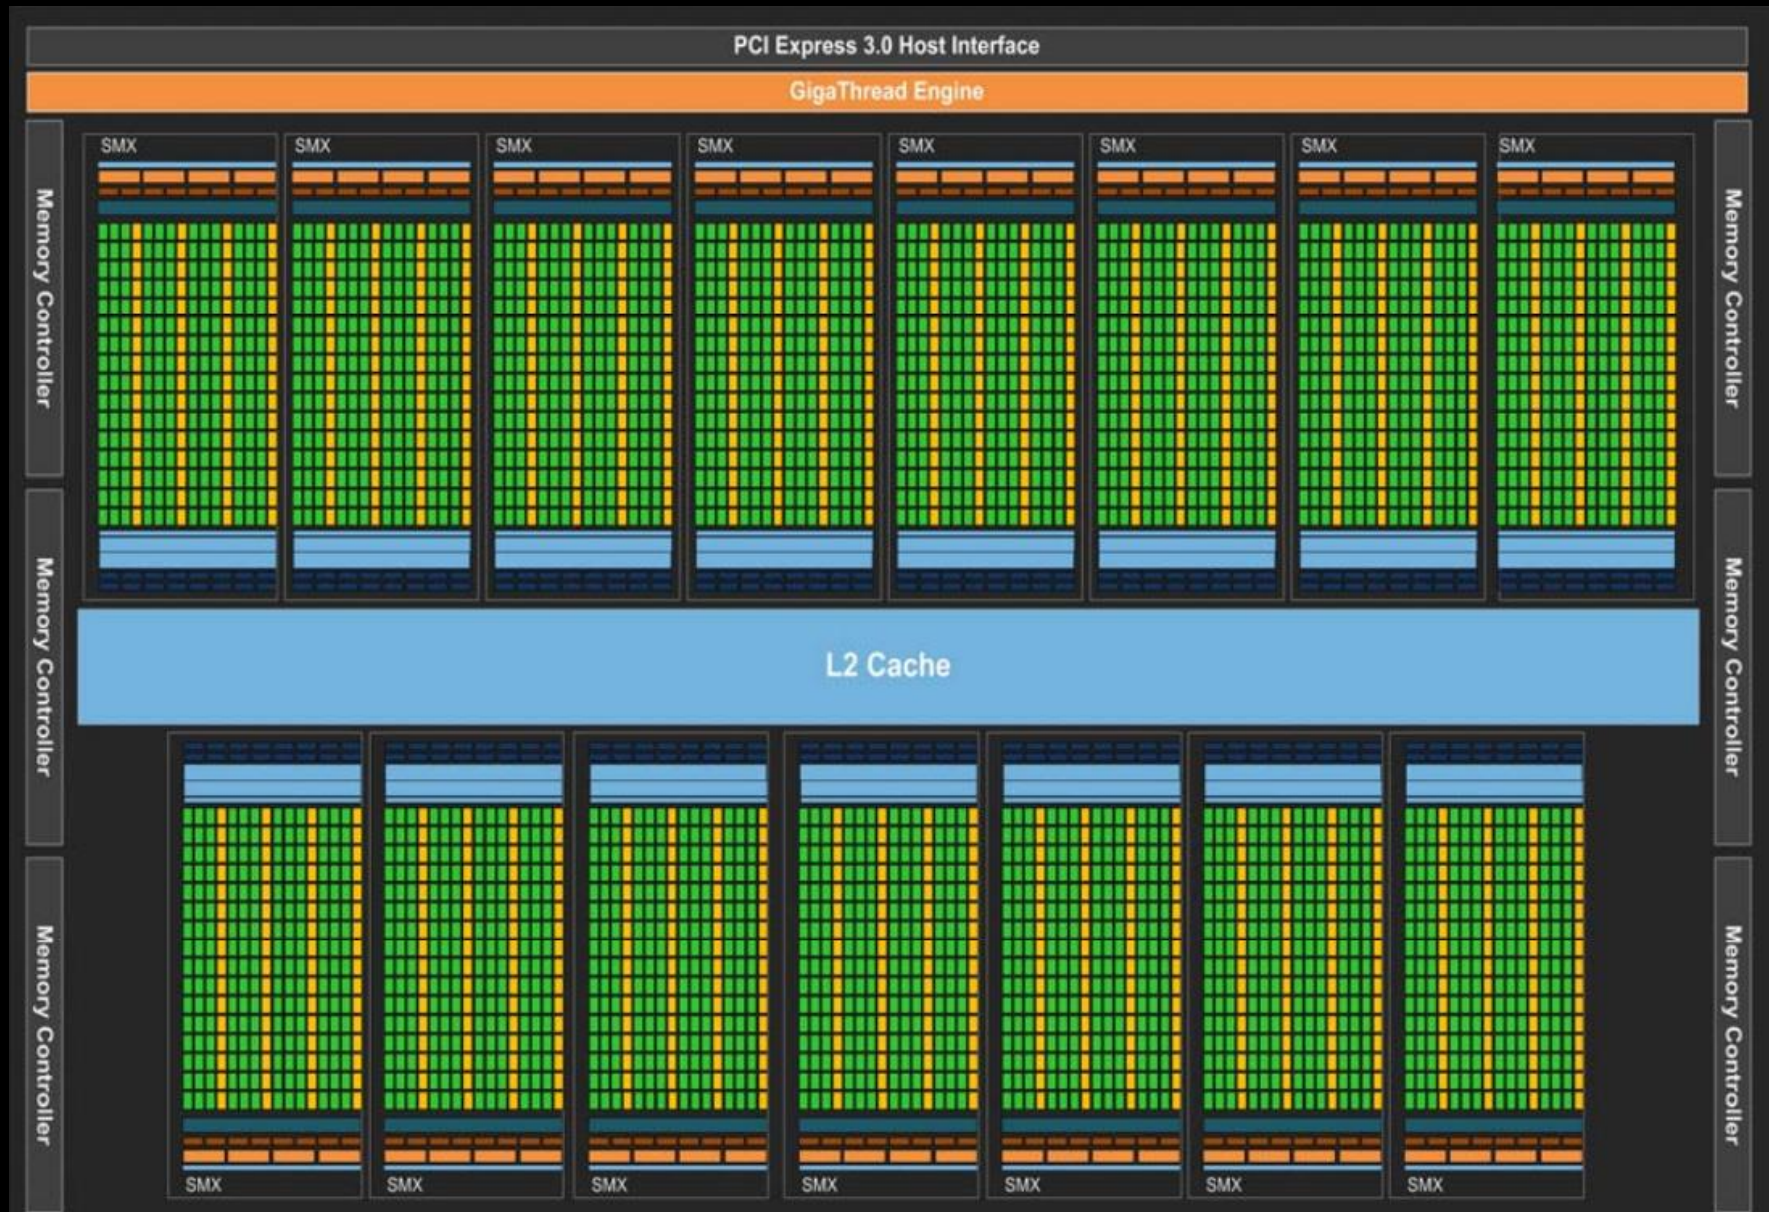 PCI Express 3.0 Host Interface
GigaThread Engine
SMX
SMX
SMX
SMX
SMX
SMX
SMX
SMX
Memory Controller
Memory Controller
Memory Controller
Memory Controller
L2 Cache
Memory Controller
Memory Controller
SMX
SMX
SMX
SMX
SMX
SMX
SMX